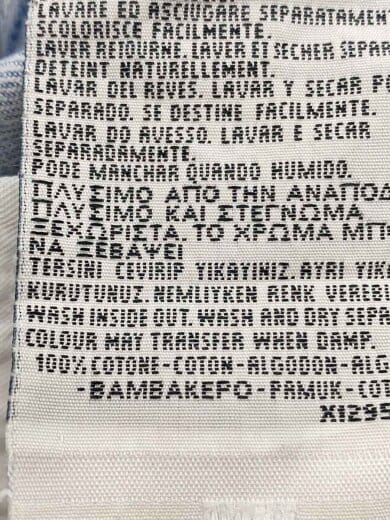 LAVARE ED ASCIUGARE SEPARATAMEN
SCOLORISCE FACILMENTE.
LAVER RETOURNE. LAVER ET SECHER SEPAR
DETEINT NATURELLEMENT.
LAVAR DEL REVES. LAVAR Y SECAR PO
SEPARADO. SE DESTINE FACILMENTE.
LAVAR DO AVESSO. LAVAR E SECAR
SEPARADAMENTE.
PODE MANCHAR QUANDO HUMIDO.
ΠΛΥΣΙΜΟ ΑΠΟ ΤΗΝ ΑΝΑΠΟΔ
ΠΛΥΣΙΜΟ ΚΑΙ ΣΤΕΓΝΩΜΑ
ΞΕΧΩΡΙΣΤΑ. ΤΟ ΧΡΩΜΑ ΜΠΟ
ΝΑ ΞΕΒΑΨΕΙ
TERSINI CEVIRIP YIKAYINIZ. AYRI YIK
KURUTUNUZ. NEMLIYKEN RENK VEREB
WASH INSIDE OUT. WASH AND DRY SEPA
COLOUR MAY TRANSFER WHEN DAMP.
100% COTONE-COTON-ALGODON-ALG
-ΒΑΜΒΑΚΕΡΟ-PAMUK-COT
X1295